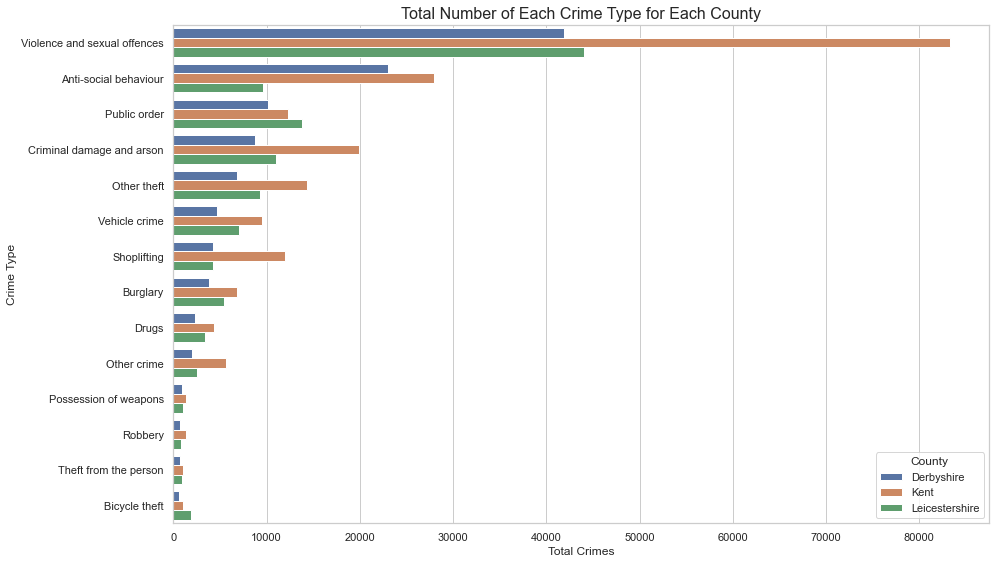 Total Number of Each Crime Type for Each County
Crime Type
Violence and sexual offences
Anti-social behaviour
Public order
Criminal damage and arson
Other theft
Vehicle crime
Shoplifting
Burglary
Drugs
Other crime
Possession of weapons
Robbery
Theft from the person
Bicycle theft
County
Derbyshire
Kent
Leicestershire
0 10000 20000 30000 40000 50000 60000 70000 80000
Total Crimes